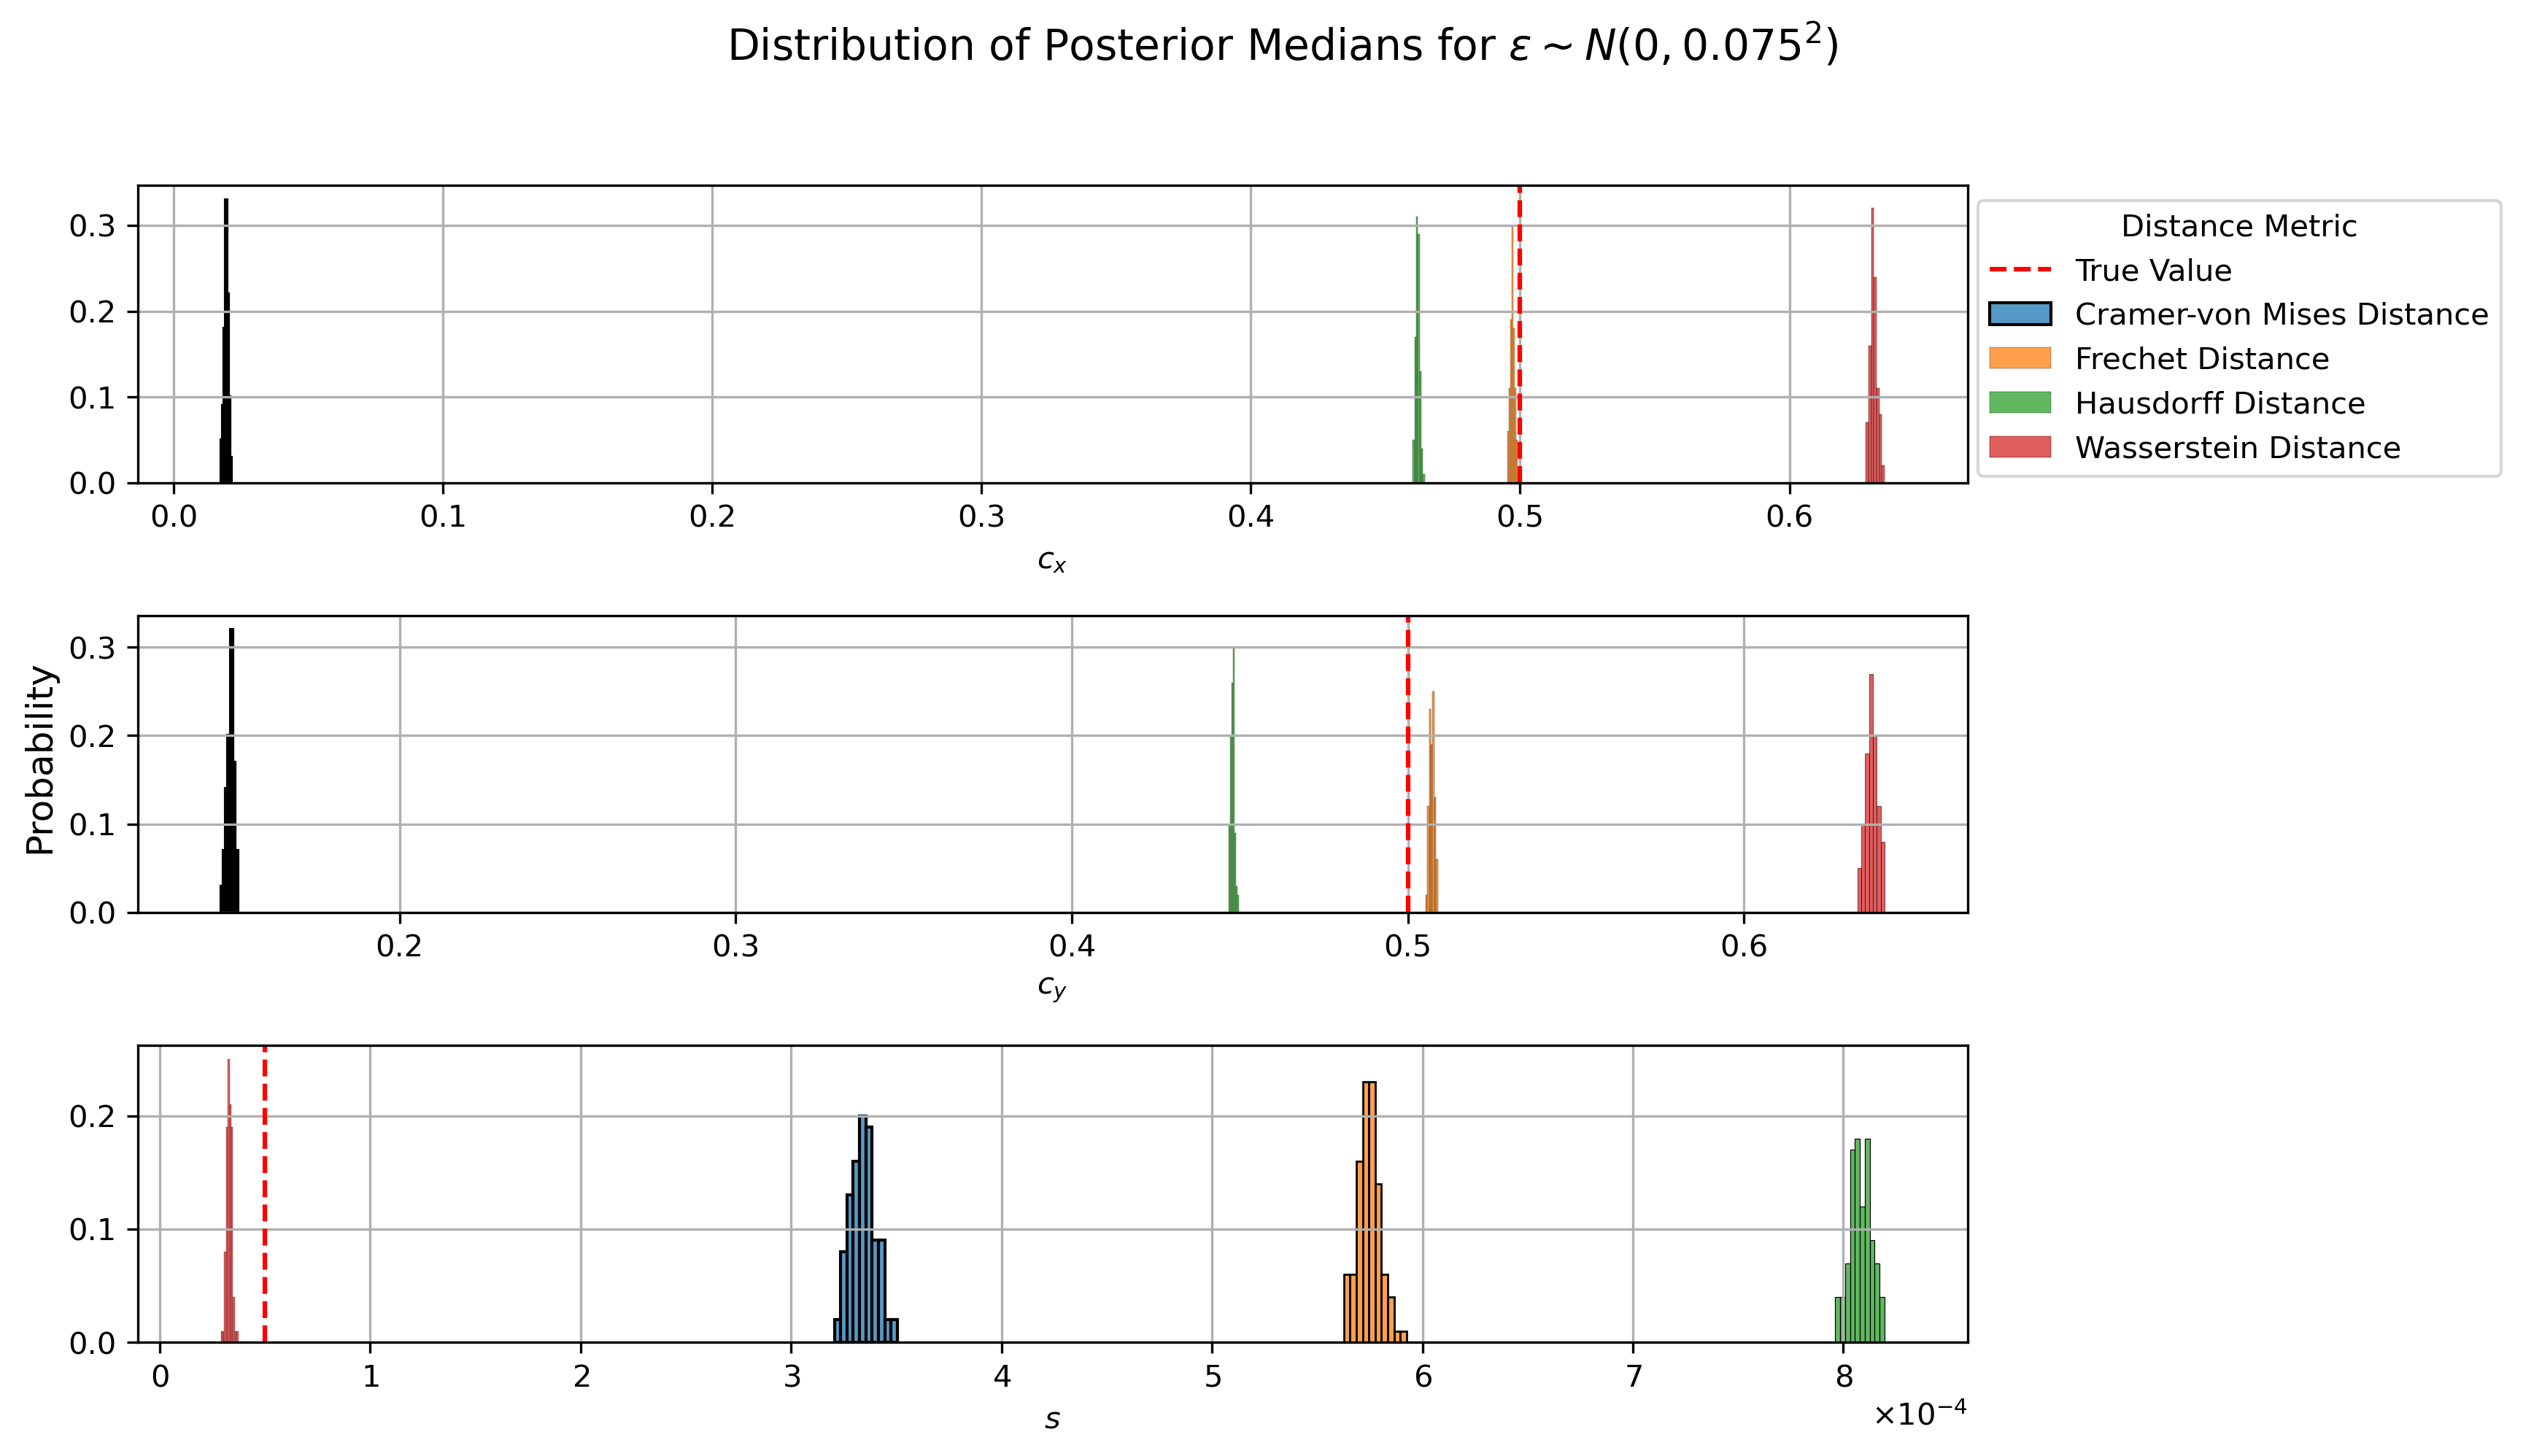 Distribution of Posterior Medians for ε ∼ N(0, 0.075²)
0.3
0.2
0.1
0.0
0.0 0.1 0.2 0.3 0.4 0.5 0.6
c_x
Distance Metric
True Value
Cramer-von Mises Distance
Frechet Distance
Hausdorff Distance
Wasserstein Distance
Probability
0.3
0.2
0.1
0.0
0.2 0.3 0.4 0.5 0.6
c_y
0.2
0.1
0.0
0 1 2 3 4 5 6 7 8
×10⁻⁴
s